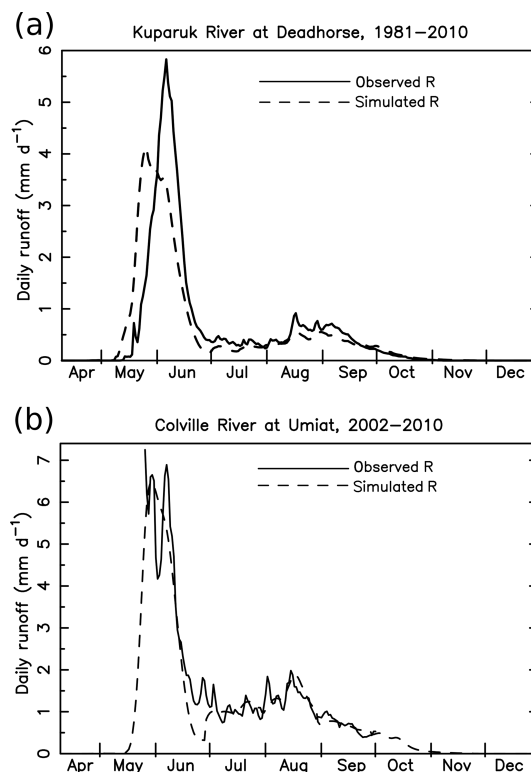 (a)
Kuparuk River at Deadhorse, 1981–2010
Observed R
Simulated R
Daily runoff (mm d⁻¹)
6
5
4
3
2
1
0
Apr May Jun Jul Aug Sep Oct Nov Dec
(b)
Colville River at Umiat, 2002–2010
Observed R
Simulated R
Daily runoff (mm d⁻¹)
7
6
5
4
3
2
1
0
Apr May Jun Jul Aug Sep Oct Nov Dec